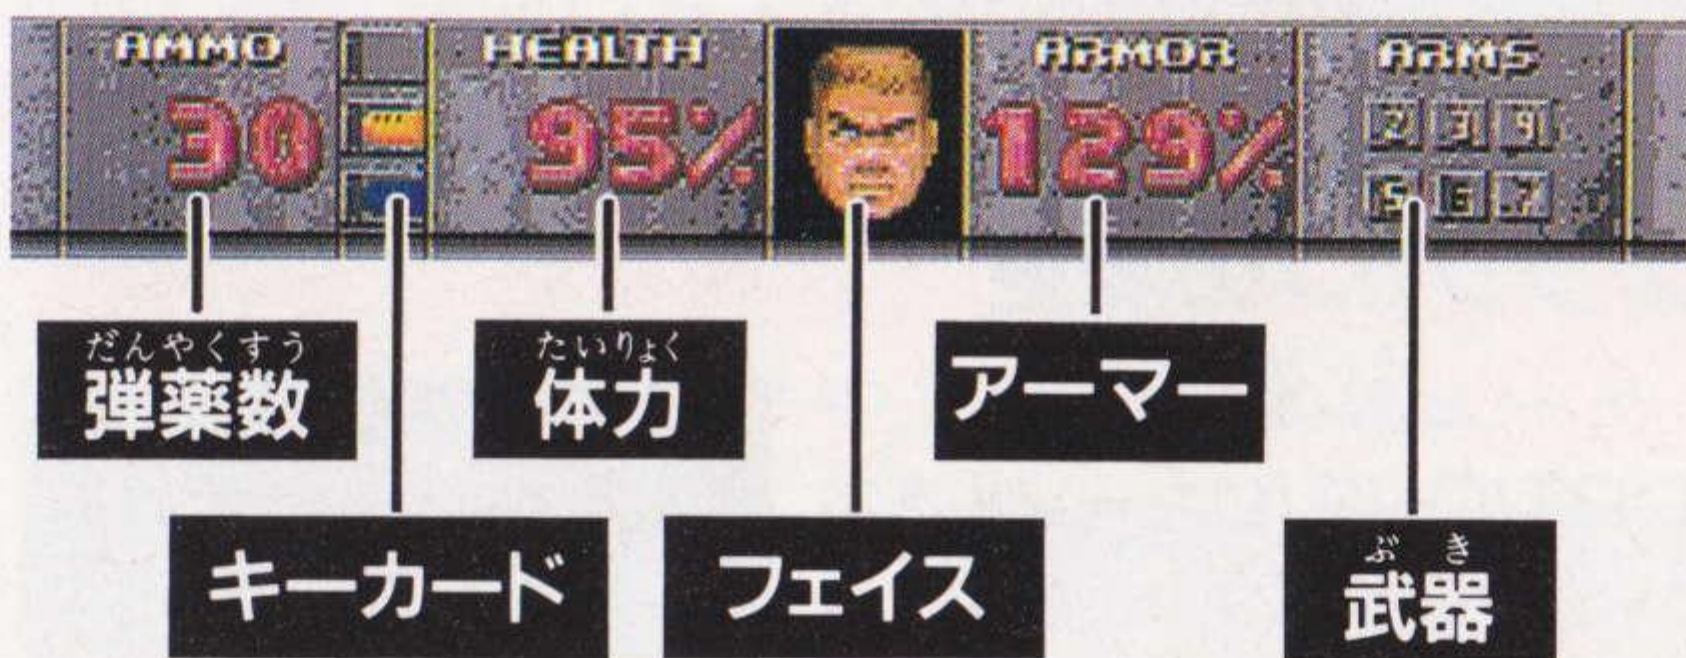 AMMO HEALTH ARMOR ARMS
30 95% 129% 2 3 4
5 6 7
だんやくすう たいりょく
弾薬数 体力 アーマー
ぶき
キーカード フェイス 武器